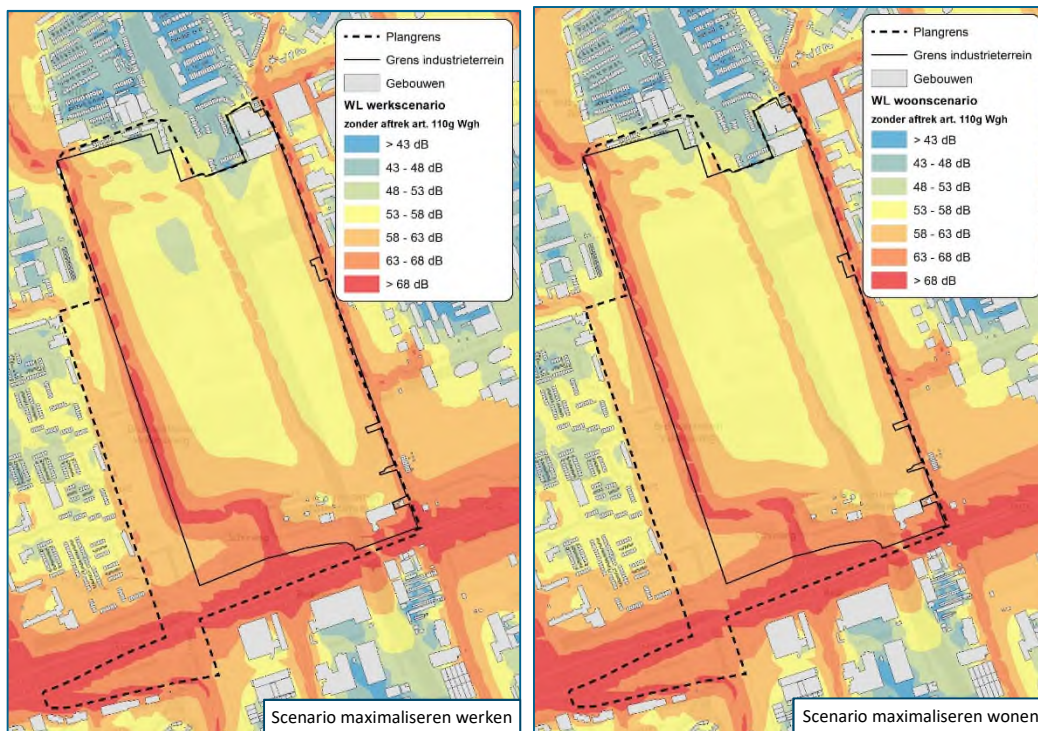 Plangrens
Grens industrieterrein
Gebouwen
WL werkscenario
zonder aftrek art. 110g Wgh
> 43 dB
43 - 48 dB
48 - 53 dB
53 - 58 dB
58 - 63 dB
63 - 68 dB
> 68 dB
Scenario maximaliseren werken
Plangrens
Grens industrieterrein
Gebouwen
WL woonscenario
zonder aftrek art. 110g Wgh
> 43 dB
43 - 48 dB
48 - 53 dB
53 - 58 dB
58 - 63 dB
63 - 68 dB
> 68 dB
Scenario maximaliseren wonen